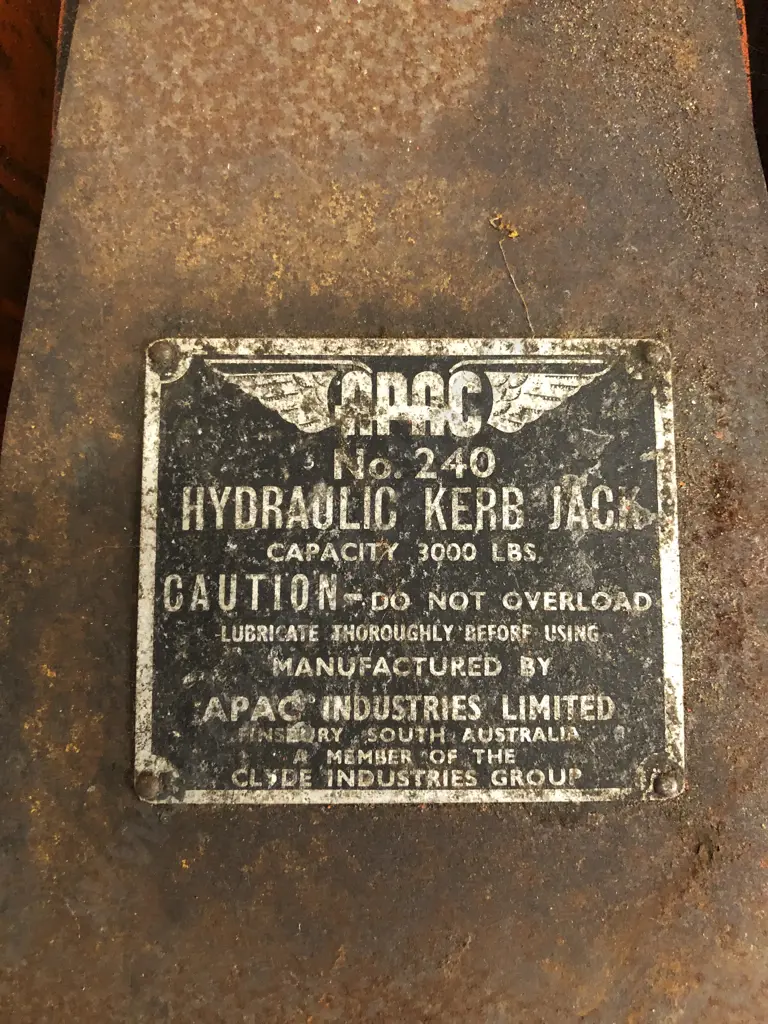 APAC
No. 240
HYDRAULIC KERB JACK
CAPACITY 3000 LBS
CAUTION - DO NOT OVERLOAD
LUBRICATE THOROUGHLY BEFORE USING
MANUFACTURED BY
APAC INDUSTRIES LIMITED
FINSBURY SOUTH AUSTRALIA
A MEMBER OF THE
CLYDE INDUSTRIES GROUP